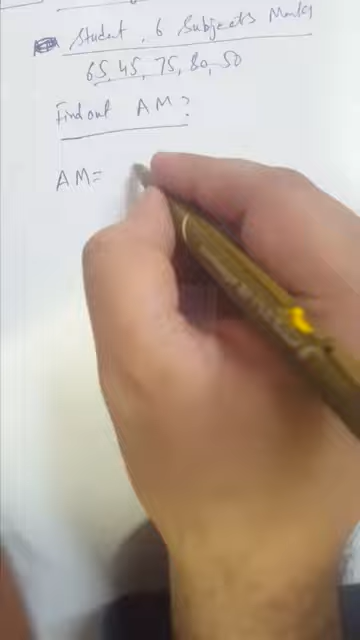 Student, 6 Subjects Marks
65, 45, 75, 80, 50
Find out AM?
AM=